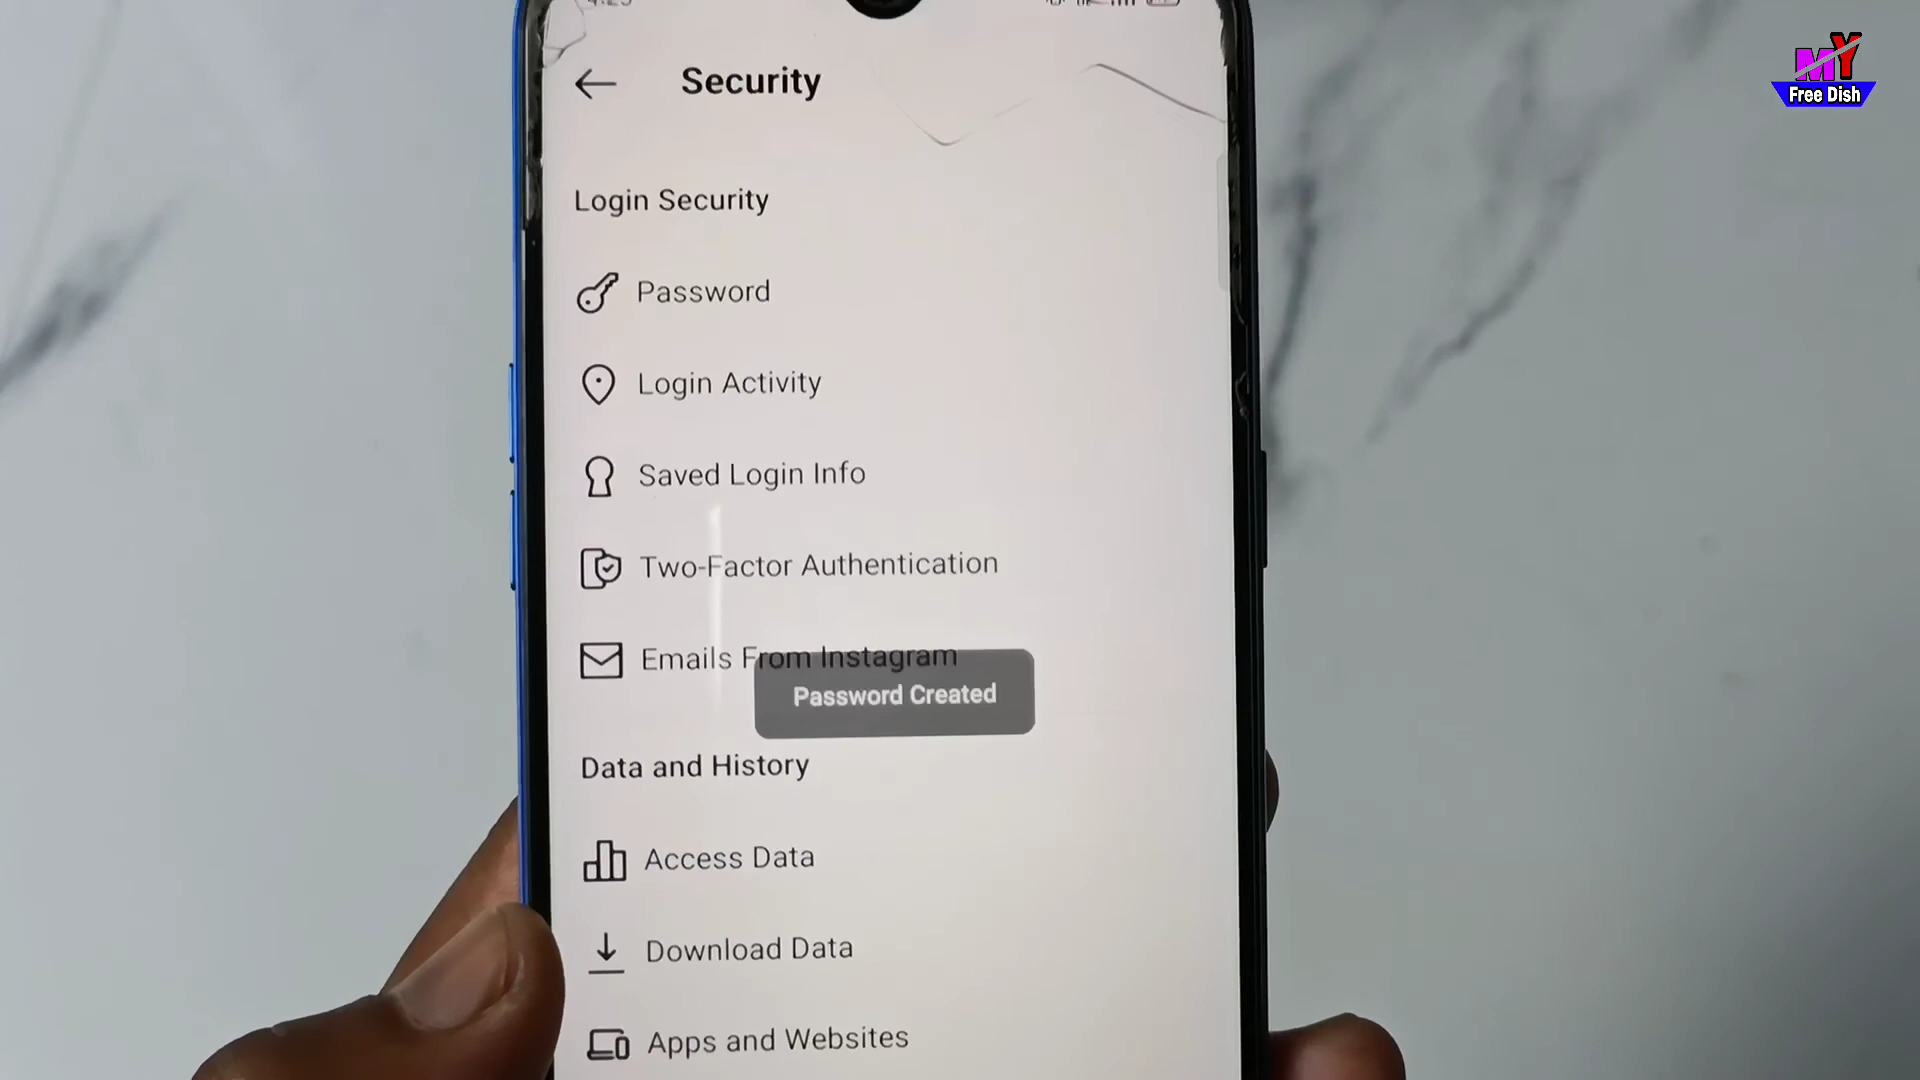 Security
MY
Free Dish
Login Security
Password
Login Activity
Saved Login Info
Two-Factor Authentication
Emails From Instagram
Password Created
Data and History
Access Data
Download Data
Apps and Websites